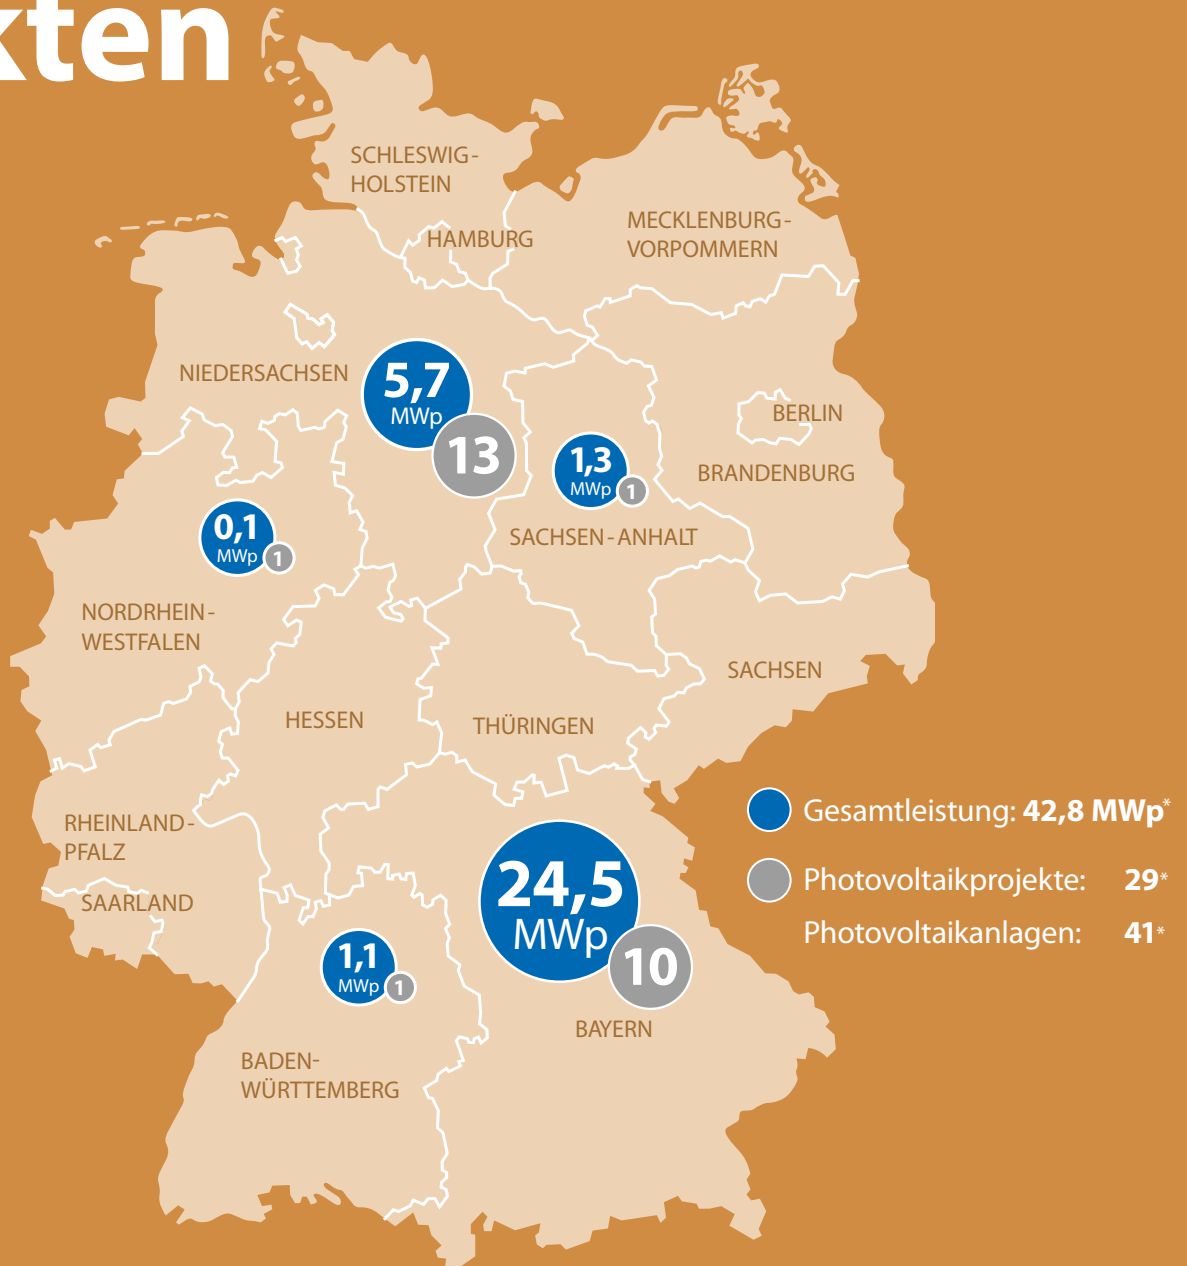 kten
SCHLESWIG-
HOLSTEIN
MECKLENBURG-
VORPOMMERN
HAMBURG
NIEDERSACHSEN
5,7
MWp
13
BERLIN
1,3
MWp
1
BRANDENBURG
0,1
MWp
1
SACHSEN-ANHALT
NORDRHEIN-
WESTFALEN
SACHSEN
HESSEN
THÜRINGEN
RHEINLAND-
PFALZ
SAARLAND
24,5
MWp
10
1,1
MWp
1
BAYERN
BADEN-
WÜRTTEMBERG
Gesamtleistung: 42,8 MWp*
Photovoltaikprojekte: 29*
Photovoltaikanlagen: 41*